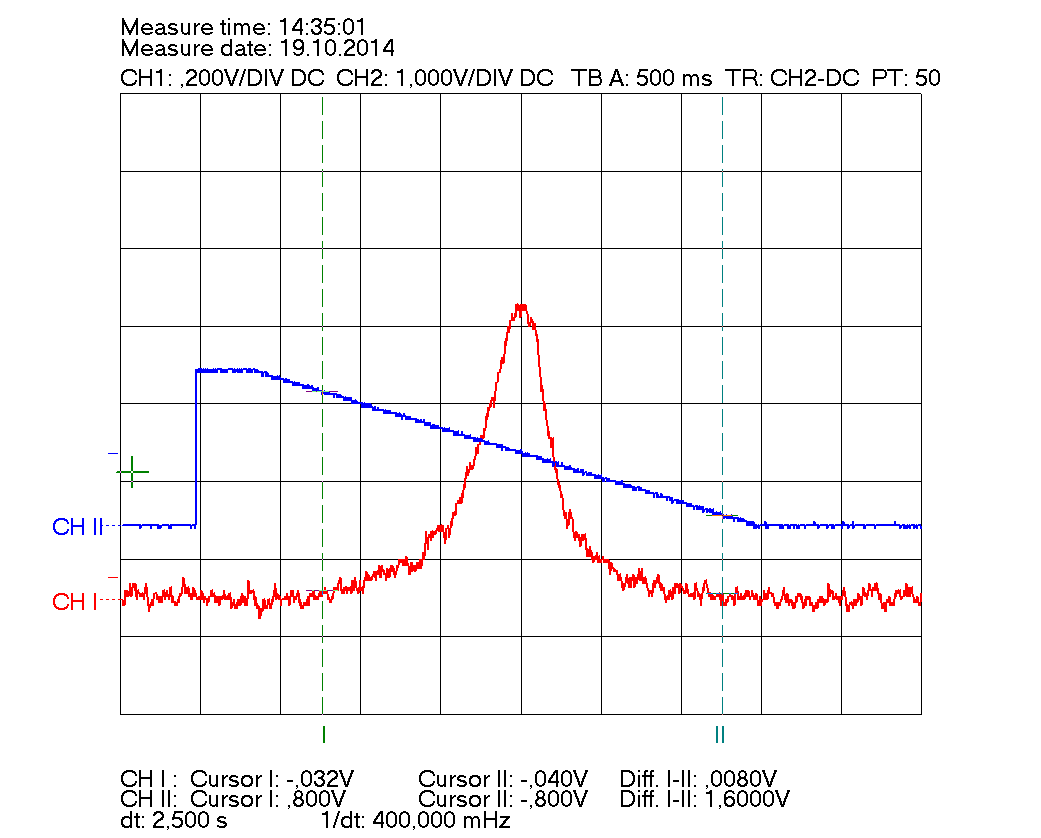 Measure time: 14:35:01
Measure date: 19.10.2014
CH1: ,200V/DIV DC CH2: 1,000V/DIV DC TB A: 500 ms TR: CH2-DC PT: 50
CH II
CH I
I II
CH I : Cursor I: -,032V Cursor II: -,040V Diff. I-II: ,0080V
CH II: Cursor I: ,800V Cursor II: -,800V Diff. I-II: 1,6000V
dt: 2,500 s 1/dt: 400,000 mHz